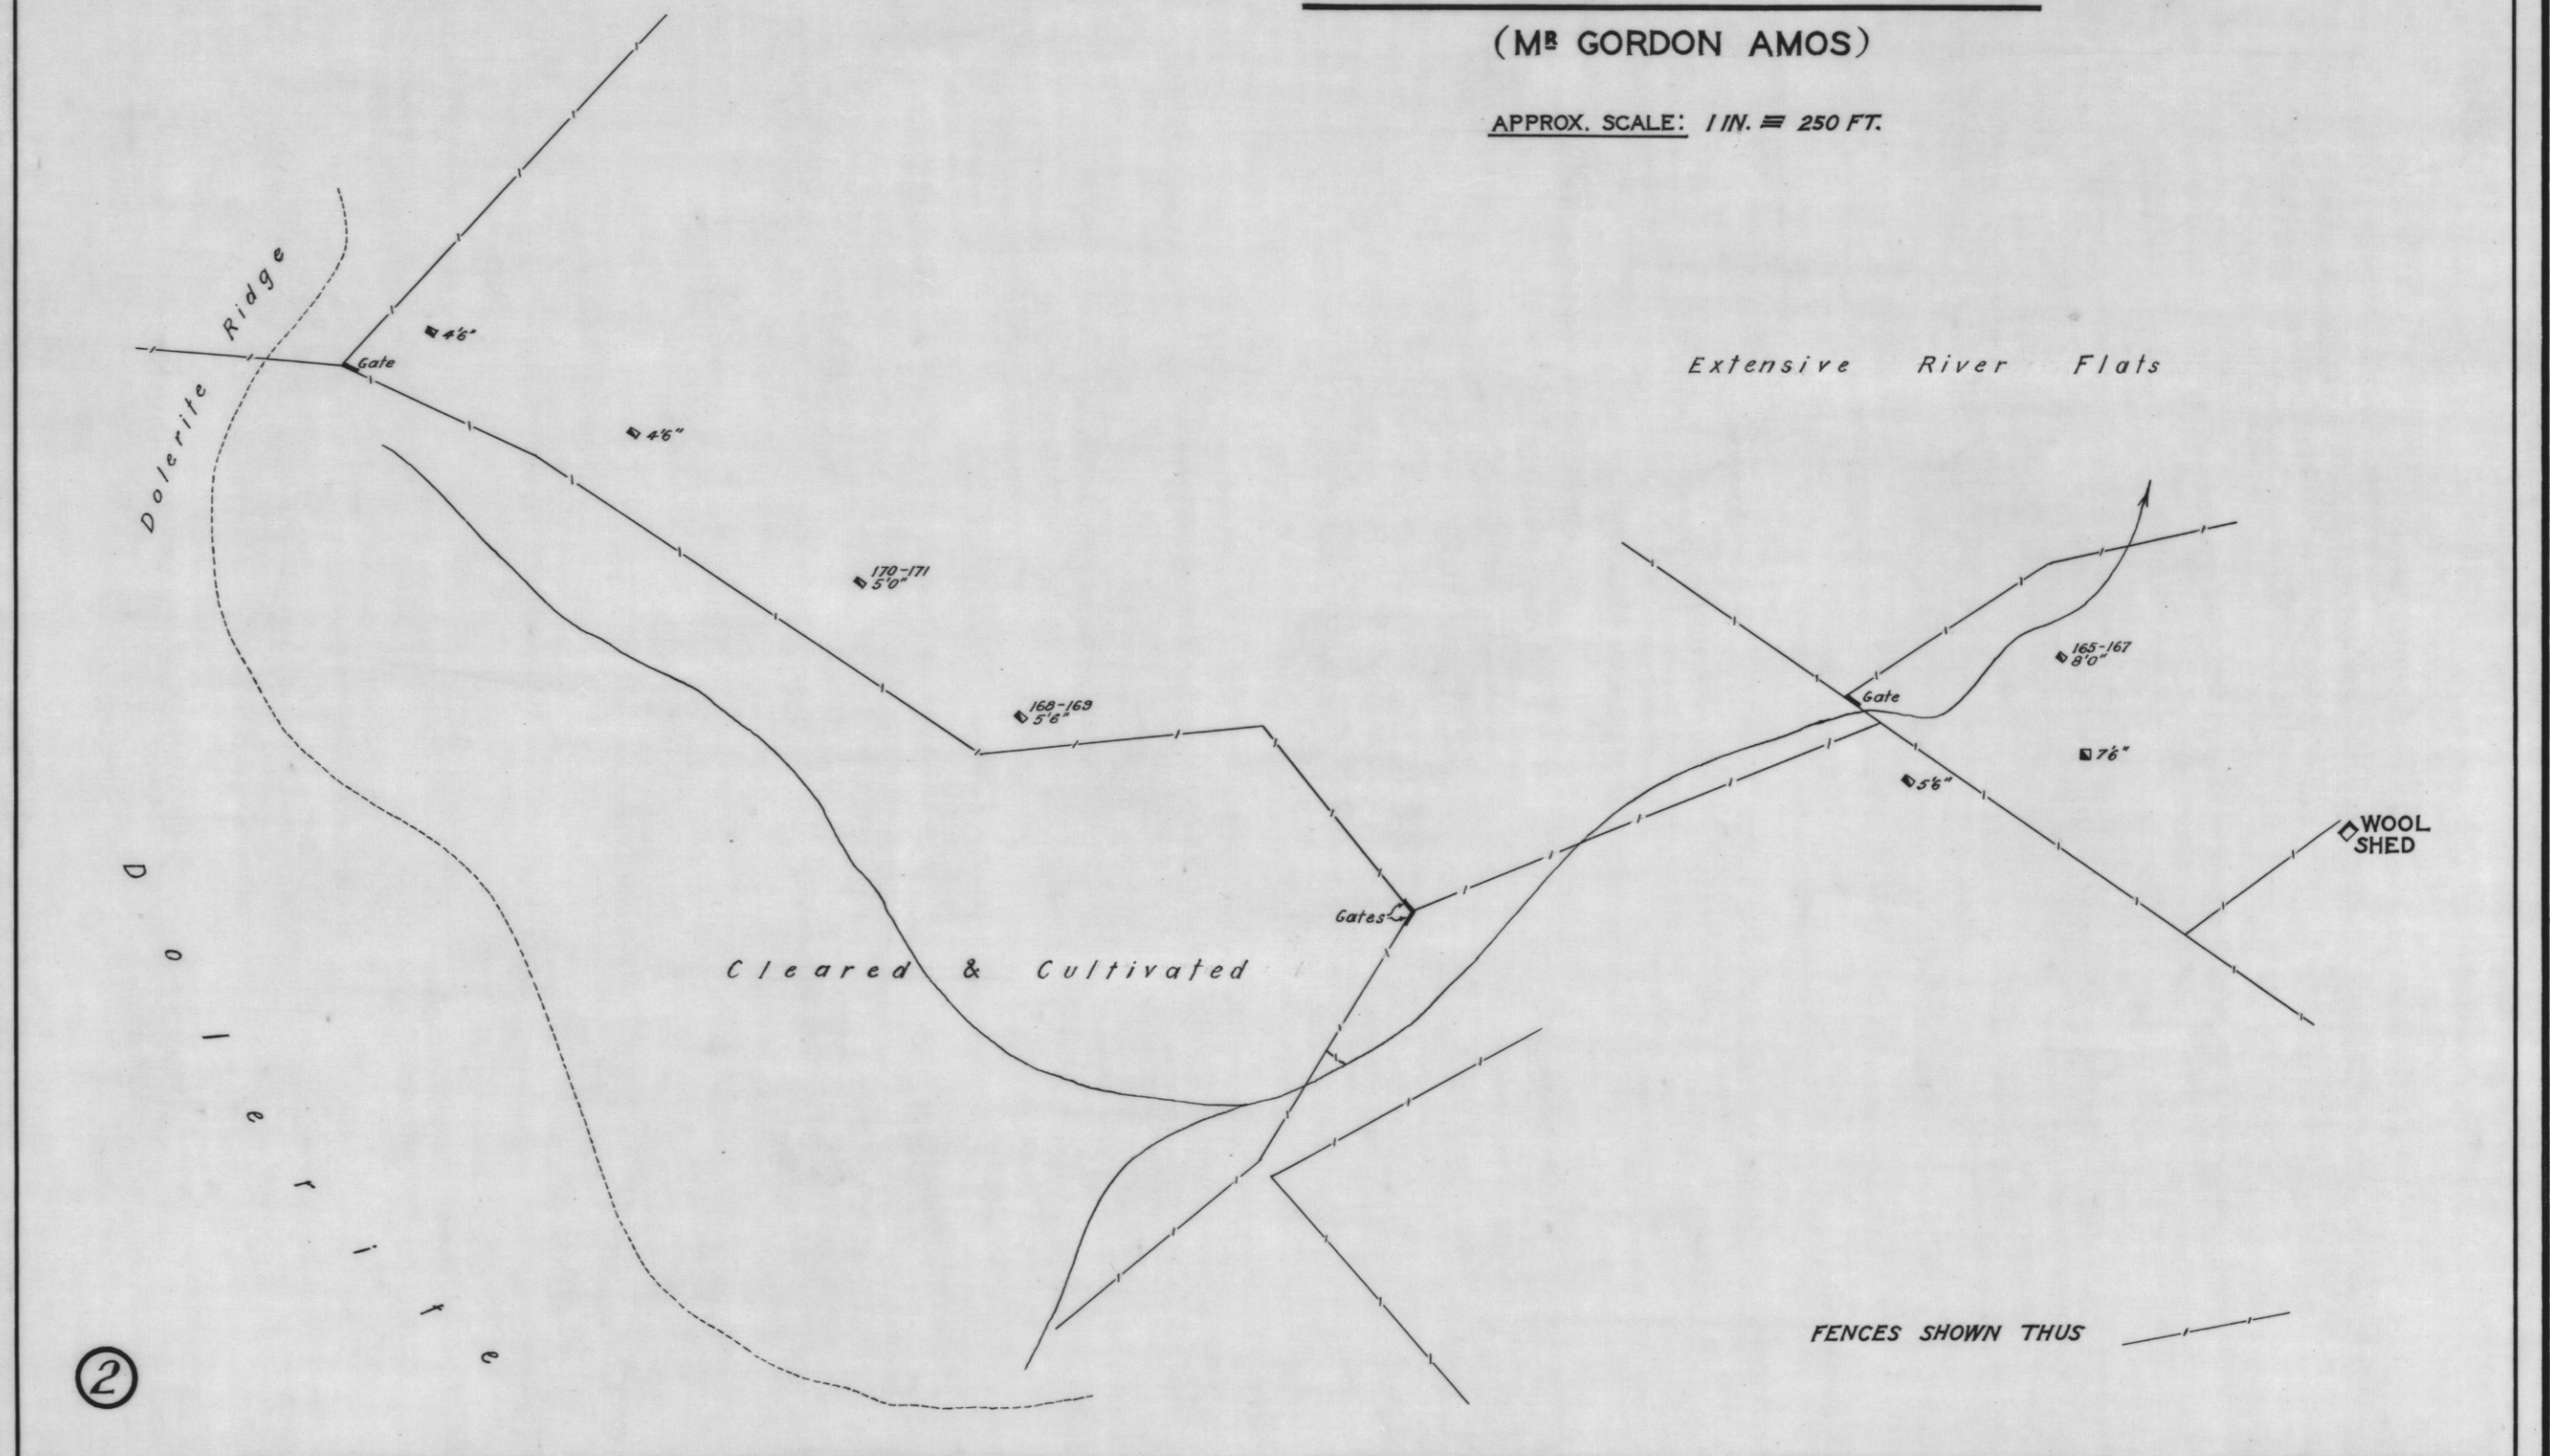 (Mᴿ GORDON AMOS)
APPROX. SCALE: 1 IN. ≡ 250 FT.
Dolerite Ridge
4'6"
Gate
Extensive River Flats
4'6"
170-171
5'0"
165-167
8'0"
168-169
5'6"
Gate
7'6"
5'6"
WOOL
SHED
Gates
Cleared & Cultivated
Dolerite
FENCES SHOWN THUS
2